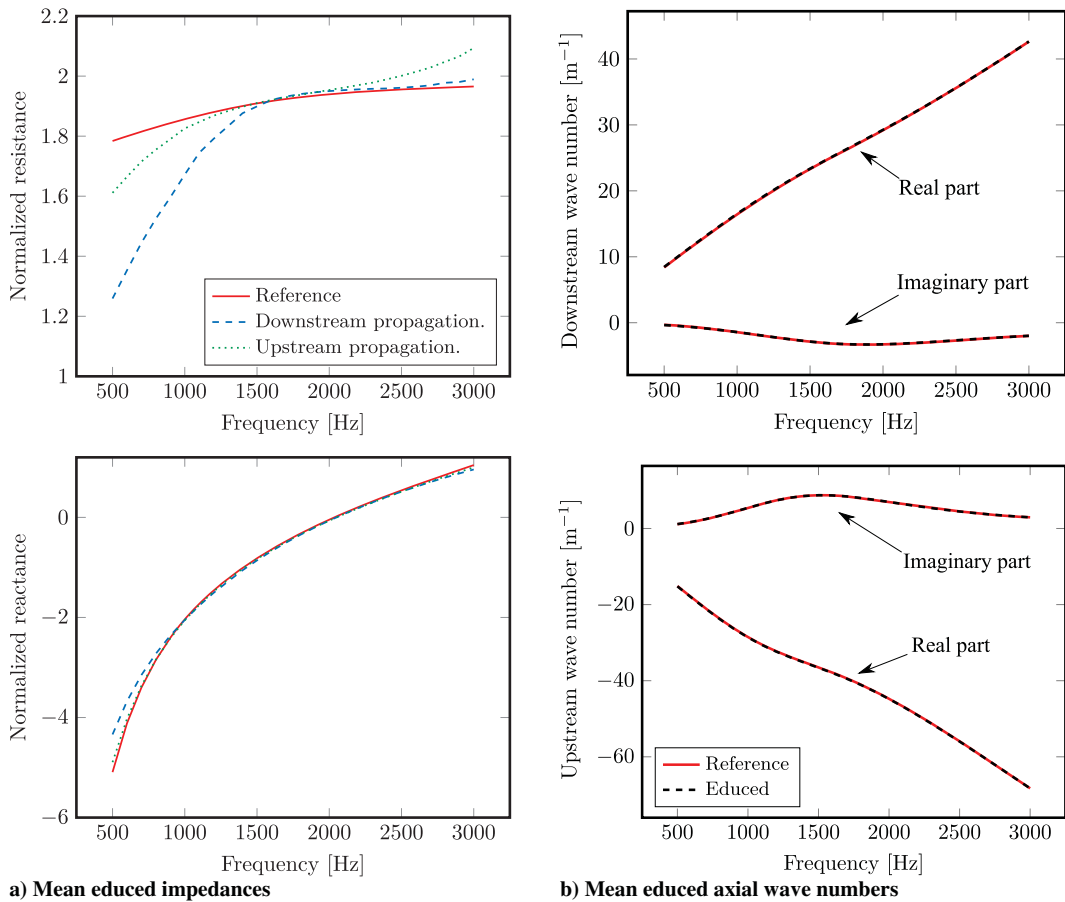 2.2
2
1.8
1.6
1.4
1.2
1
Normalized resistance
Reference
Downstream propagation.
Upstream propagation.
500 1000 1500 2000 2500 3000
Frequency [Hz]
40
30
20
10
0
Downstream wave number [m⁻¹]
Real part
Imaginary part
500 1000 1500 2000 2500 3000
Frequency [Hz]
0
−2
−4
−6
Normalized reactance
500 1000 1500 2000 2500 3000
Frequency [Hz]
a) Mean educed impedances
0
−20
−40
−60
Upstream wave number [m⁻¹]
Imaginary part
Real part
Reference
Educed
500 1000 1500 2000 2500 3000
Frequency [Hz]
b) Mean educed axial wave numbers